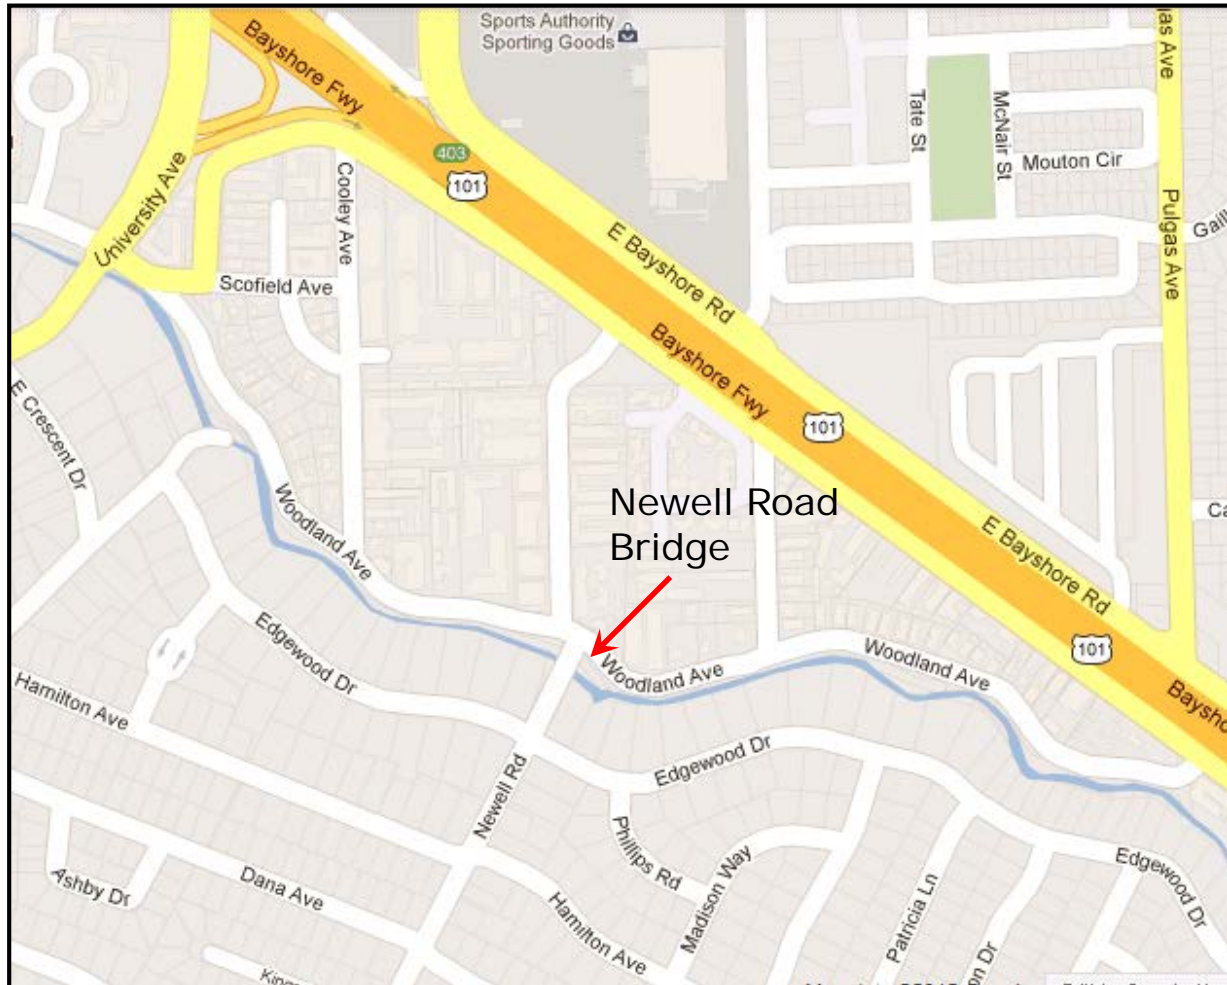 Sports Authority
Sporting Goods
Bayshore Fwy
University Ave
403
101
Cooley Ave
Scofield Ave
E Bayshore Rd
Bayshore Fwy
101
Tate St
McNair St
Mouton Cir
Pulgas Ave
E Crescent Dr
Woodland Ave
Newell Road
Bridge
E Bayshore Rd
101
Woodland Ave
Woodland Ave
Edgewood Dr
Hamilton Ave
Newell Rd
Edgewood Dr
Phillips Rd
Madison Way
Patricia Ln
Edgewood Dr
Ashby Dr
Dana Ave
Hamilton Ave